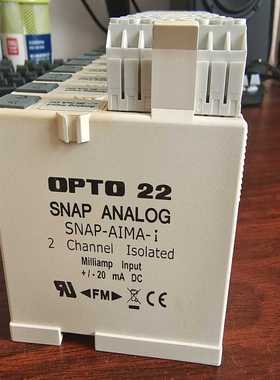 OPTO 22
SNAP ANALOG
SNAP-AIMA-i
2 Channel Isolated
Milliamp Input
+/-20 mA DC
FM CE